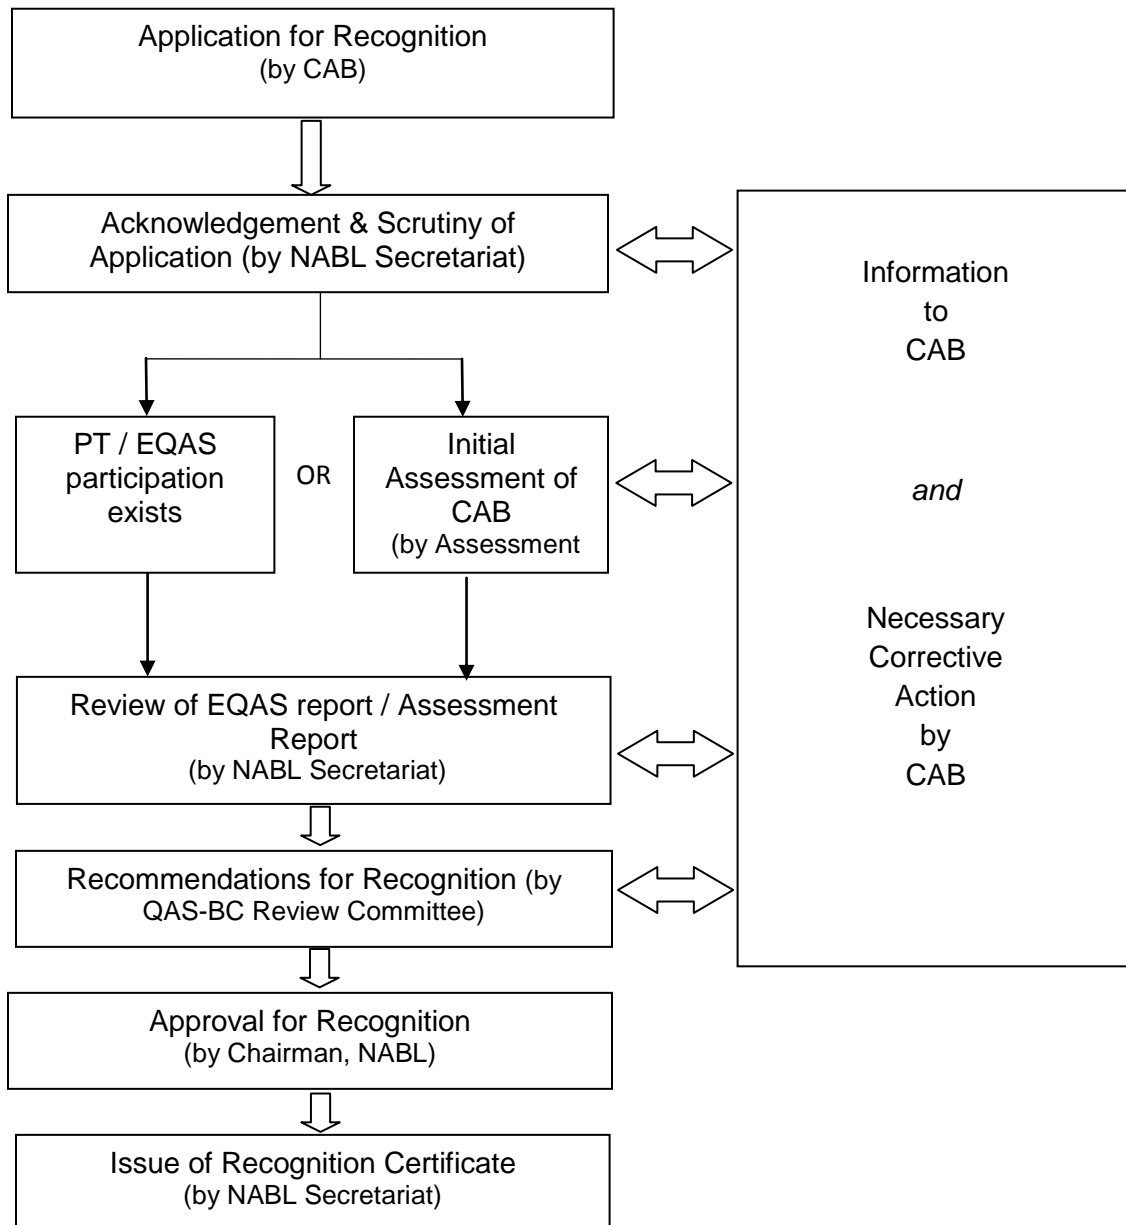 Application for Recognition
(by CAB)
Acknowledgement & Scrutiny of
Application (by NABL Secretariat)
PT / EQAS
participation
exists
OR
Initial
Assessment of
CAB
(by Assessment
Review of EQAS report / Assessment
Report
(by NABL Secretariat)
Recommendations for Recognition (by
QAS-BC Review Committee)
Approval for Recognition
(by Chairman, NABL)
Issue of Recognition Certificate
(by NABL Secretariat)
Information
to
CAB
and
Necessary
Corrective
Action
by
CAB